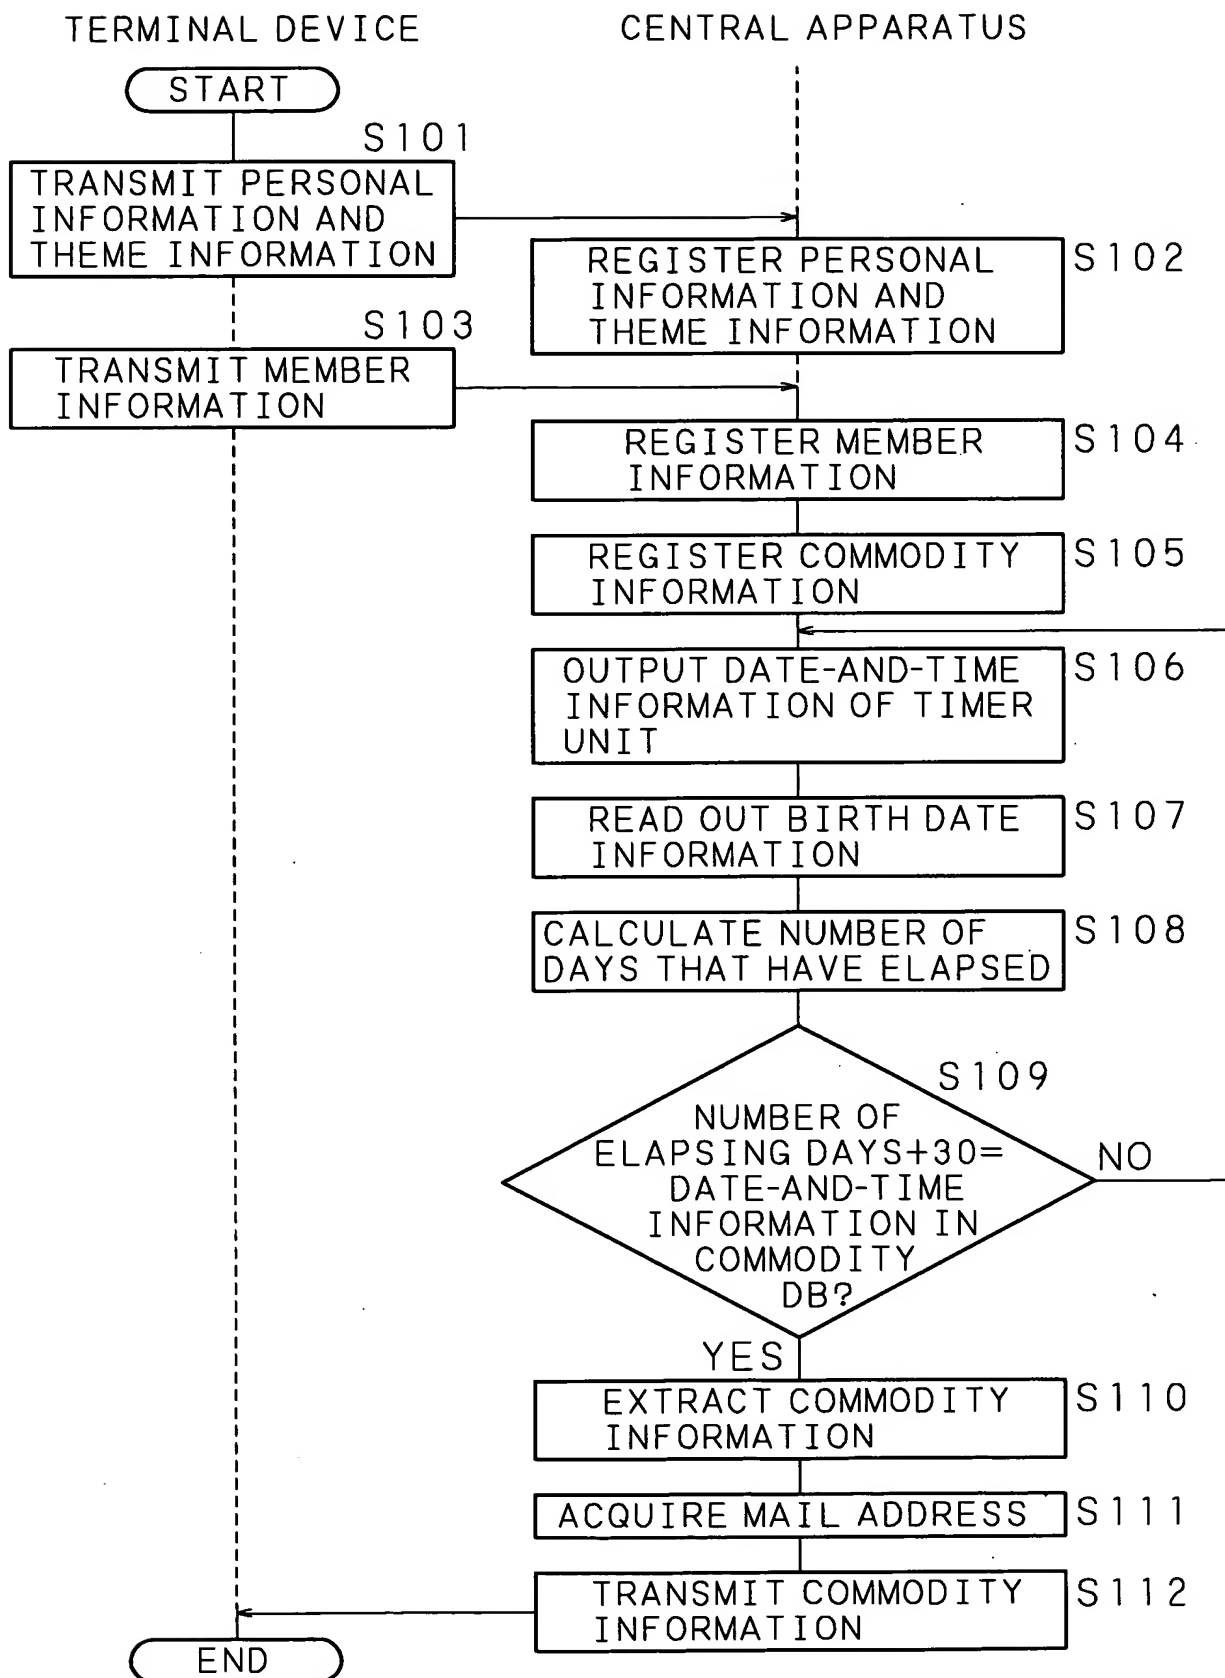 TERMINAL DEVICE
CENTRAL APPARATUS
START
S101
TRANSMIT PERSONAL
INFORMATION AND
THEME INFORMATION
REGISTER PERSONAL
INFORMATION AND
THEME INFORMATION
S102
S103
TRANSMIT MEMBER
INFORMATION
REGISTER MEMBER
INFORMATION
S104
REGISTER COMMODITY
INFORMATION
S105
OUTPUT DATE-AND-TIME
INFORMATION OF TIMER
UNIT
S106
READ OUT BIRTH DATE
INFORMATION
S107
CALCULATE NUMBER OF
DAYS THAT HAVE ELAPSED
S108
S109
NUMBER OF
ELAPSING DAYS+30=
DATE-AND-TIME
INFORMATION IN
COMMODITY
DB?
NO
YES
EXTRACT COMMODITY
INFORMATION
S110
ACQUIRE MAIL ADDRESS
S111
TRANSMIT COMMODITY
INFORMATION
S112
END